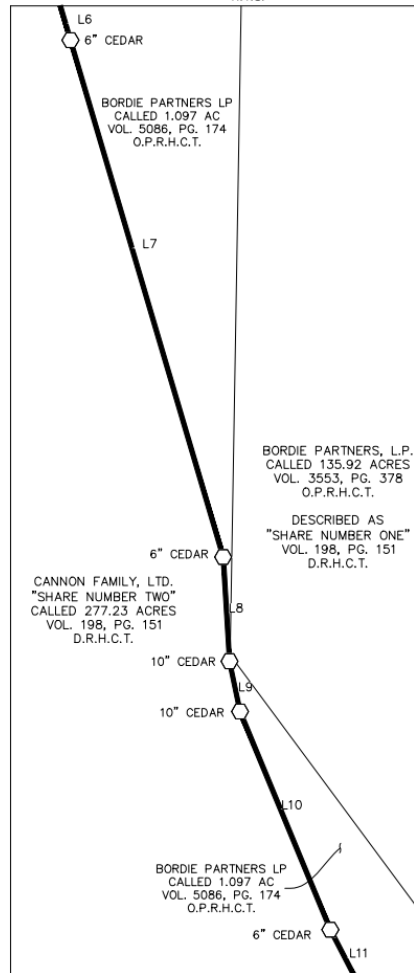 L6
6" CEDAR
BORDIE PARTNERS LP
CALLED 1.097 AC
VOL. 5086, PG. 174
O.P.R.H.C.T.
L7
BORDIE PARTNERS, L.P.
CALLED 135.92 ACRES
VOL. 3553, PG. 378
O.P.R.H.C.T.
DESCRIBED AS
"SHARE NUMBER ONE"
VOL. 198, PG. 151
D.R.H.C.T.
6" CEDAR
CANNON FAMILY, LTD.
"SHARE NUMBER TWO"
CALLED 277.23 ACRES
VOL. 198, PG. 151
D.R.H.C.T.
L8
10" CEDAR
L9
10" CEDAR
L10
BORDIE PARTNERS LP
CALLED 1.097 AC
VOL. 5086, PG. 174
O.P.R.H.C.T.
6" CEDAR
L11